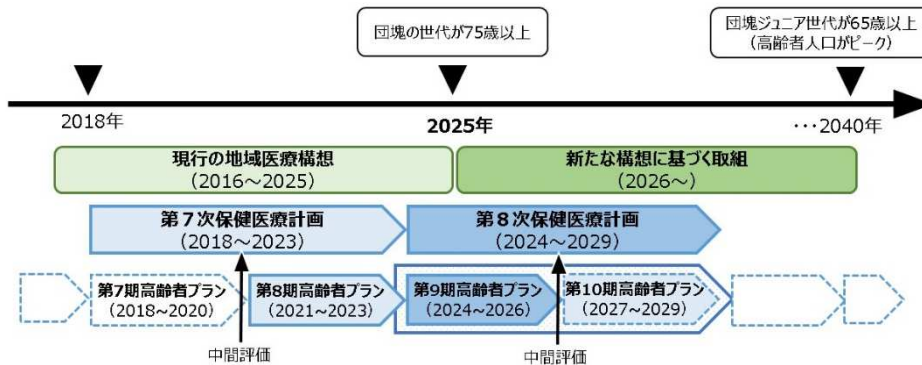 団塊の世代が75歳以上
団塊ジュニア世代が65歳以上
(高齢者人口がピーク)
2018年
2025年
･･･2040年
現行の地域医療構想
(2016~2025)
新たな構想に基づく取組
(2026~)
第7次保健医療計画
(2018~2023)
第8次保健医療計画
(2024~2029)
第7期高齢者プラン
(2018~2020)
第8期高齢者プラン
(2021~2023)
第9期高齢者プラン
(2024~2026)
第10期高齢者プラン
(2027~2029)
中間評価
中間評価